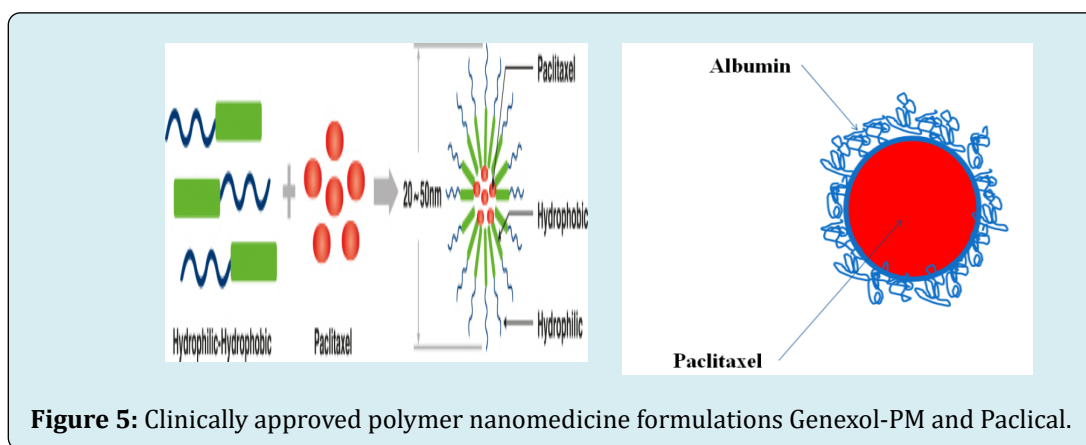 Hydrophilic-Hydrophobic
Paclitaxel
20~50nm
Paclitaxel
Hydrophobic
Hydrophilic
Albumin
Paclitaxel
Figure 5: Clinically approved polymer nanomedicine formulations Genexol-PM and Paclical.